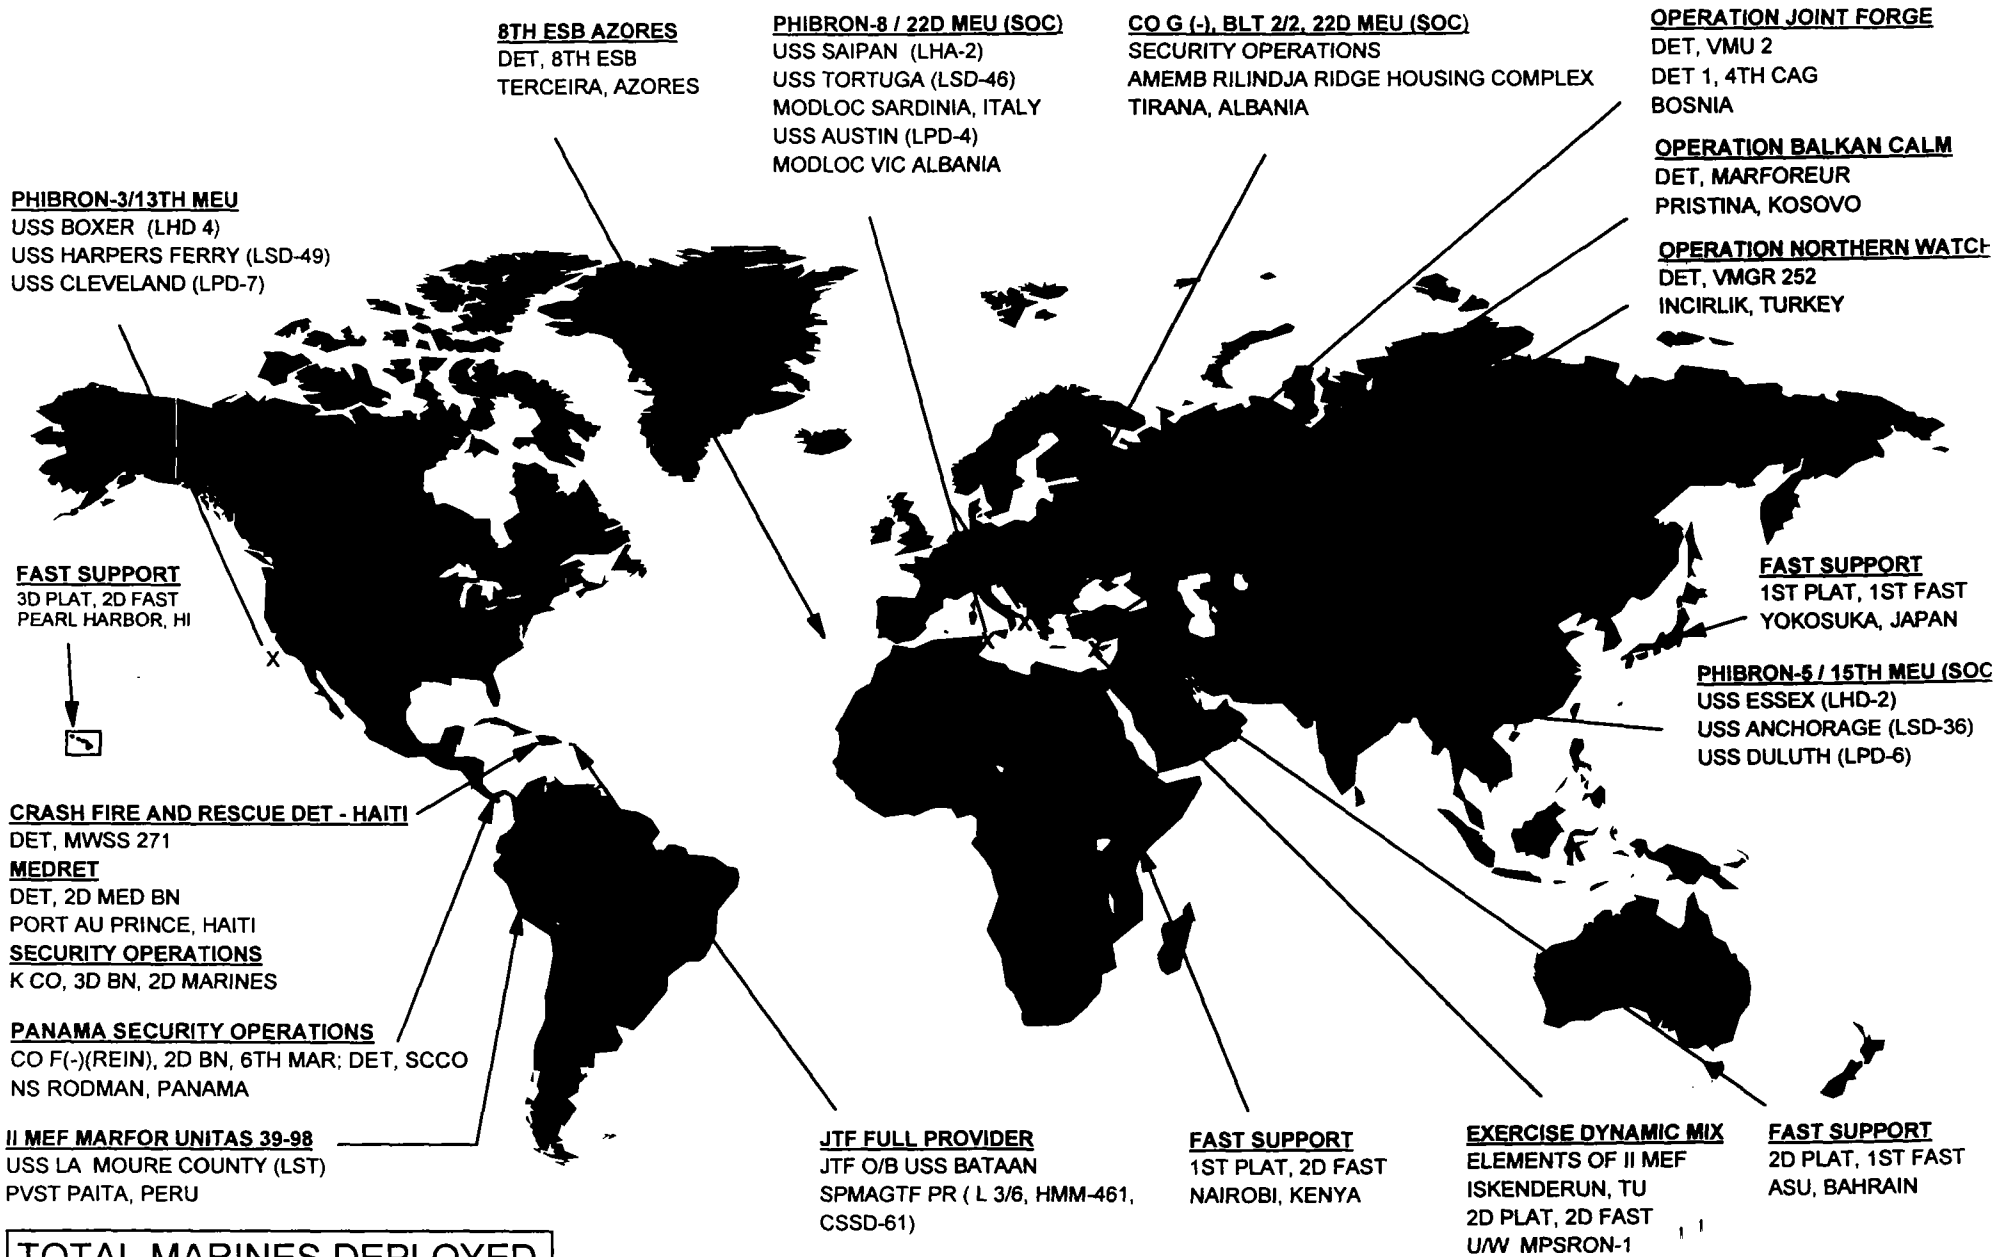 8TH ESB AZORES
DET, 8TH ESB
TERCEIRA, AZORES
PHIBRON-8 / 22D MEU (SOC)
USS SAIPAN (LHA-2)
USS TORTUGA (LSD-46)
MODLOC SARDINIA, ITALY
USS AUSTIN (LPD-4)
MODLOC VIC ALBANIA
CO G (-), BLT 2/2, 22D MEU (SOC)
SECURITY OPERATIONS
AMEMB RILINDJA RIDGE HOUSING COMPLEX
TIRANA, ALBANIA
OPERATION JOINT FORGE
DET, VMU 2
DET 1, 4TH CAG
BOSNIA
OPERATION BALKAN CALM
DET, MARFOREUR
PRISTINA, KOSOVO
OPERATION NORTHERN WATCH
DET, VMGR 252
INCIRLIK, TURKEY
PHIBRON-3/13TH MEU
USS BOXER (LHD 4)
USS HARPERS FERRY (LSD-49)
USS CLEVELAND (LPD-7)
FAST SUPPORT
3D PLAT, 2D FAST
PEARL HARBOR, HI
X
X
X
X
FAST SUPPORT
1ST PLAT, 1ST FAST
YOKOSUKA, JAPAN
PHIBRON-5 / 15TH MEU (SOC
USS ESSEX (LHD-2)
USS ANCHORAGE (LSD-36)
USS DULUTH (LPD-6)
CRASH FIRE AND RESCUE DET - HAITI
DET, MWSS 271
MEDRET
DET, 2D MED BN
PORT AU PRINCE, HAITI
SECURITY OPERATIONS
K CO, 3D BN, 2D MARINES
PANAMA SECURITY OPERATIONS
CO F(-)(REIN), 2D BN, 6TH MAR; DET, SCCO
NS RODMAN, PANAMA
II MEF MARFOR UNITAS 39-98
USS LA MOURE COUNTY (LST)
PVST PAITA, PERU
JTF FULL PROVIDER
JTF O/B USS BATAAN
SPMAGTF PR ( L 3/6, HMM-461,
CSSD-61)
FAST SUPPORT
1ST PLAT, 2D FAST
NAIROBI, KENYA
EXERCISE DYNAMIC MIX
ELEMENTS OF II MEF
ISKENDERUN, TU
2D PLAT, 2D FAST
U/W MPSRON-1
FAST SUPPORT
2D PLAT, 1ST FAST
ASU, BAHRAIN
TOTAL MARINES DEPLOYED